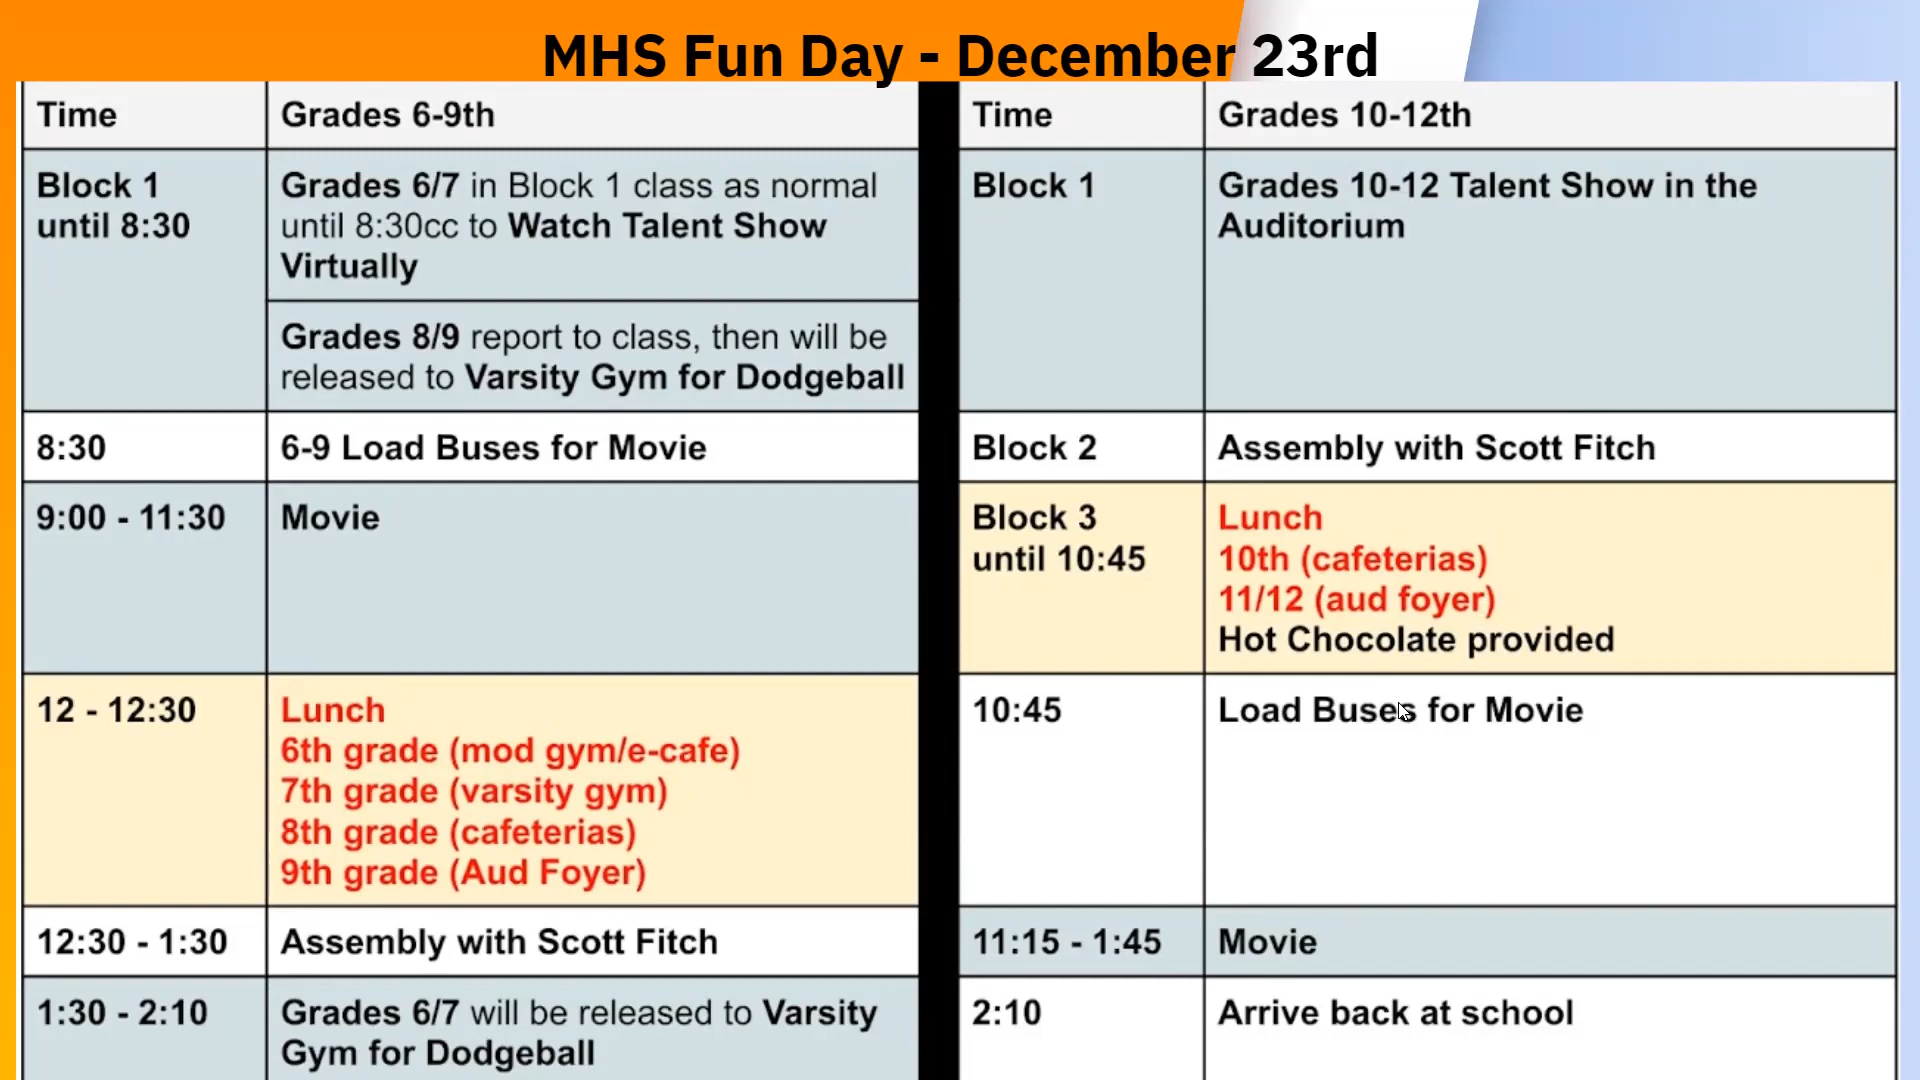 MHS Fun Day - December 23rd
Time
Grades 6-9th
Block 1
until 8:30
Grades 6/7 in Block 1 class as normal
until 8:30cc to Watch Talent Show
Virtually
Grades 8/9 report to class, then will be
released to Varsity Gym for Dodgeball
8:30
6-9 Load Buses for Movie
9:00 - 11:30
Movie
12 - 12:30
Lunch
6th grade (mod gym/e-cafe)
7th grade (varsity gym)
8th grade (cafeterias)
9th grade (Aud Foyer)
12:30 - 1:30
Assembly with Scott Fitch
1:30 - 2:10
Grades 6/7 will be released to Varsity
Gym for Dodgeball
Time
Grades 10-12th
Block 1
Grades 10-12 Talent Show in the
Auditorium
Block 2
Assembly with Scott Fitch
Block 3
until 10:45
Lunch
10th (cafeterias)
11/12 (aud foyer)
Hot Chocolate provided
10:45
Load Buses for Movie
11:15 - 1:45
Movie
2:10
Arrive back at school